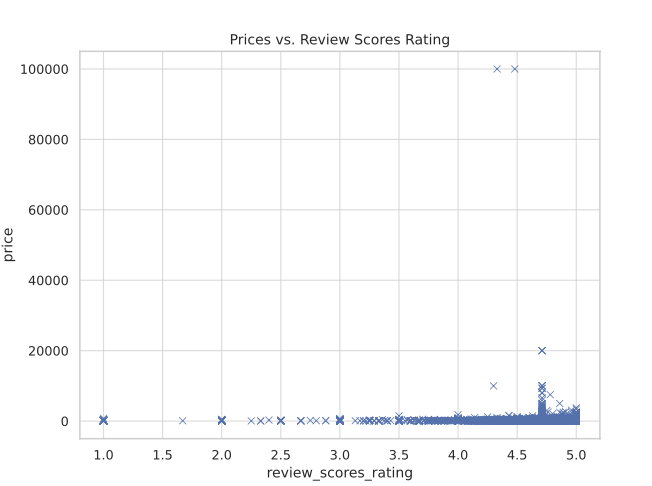 Prices vs. Review Scores Rating
100000
80000
60000
40000
20000
0
price
1.0 1.5 2.0 2.5 3.0 3.5 4.0 4.5 5.0
review_scores_rating